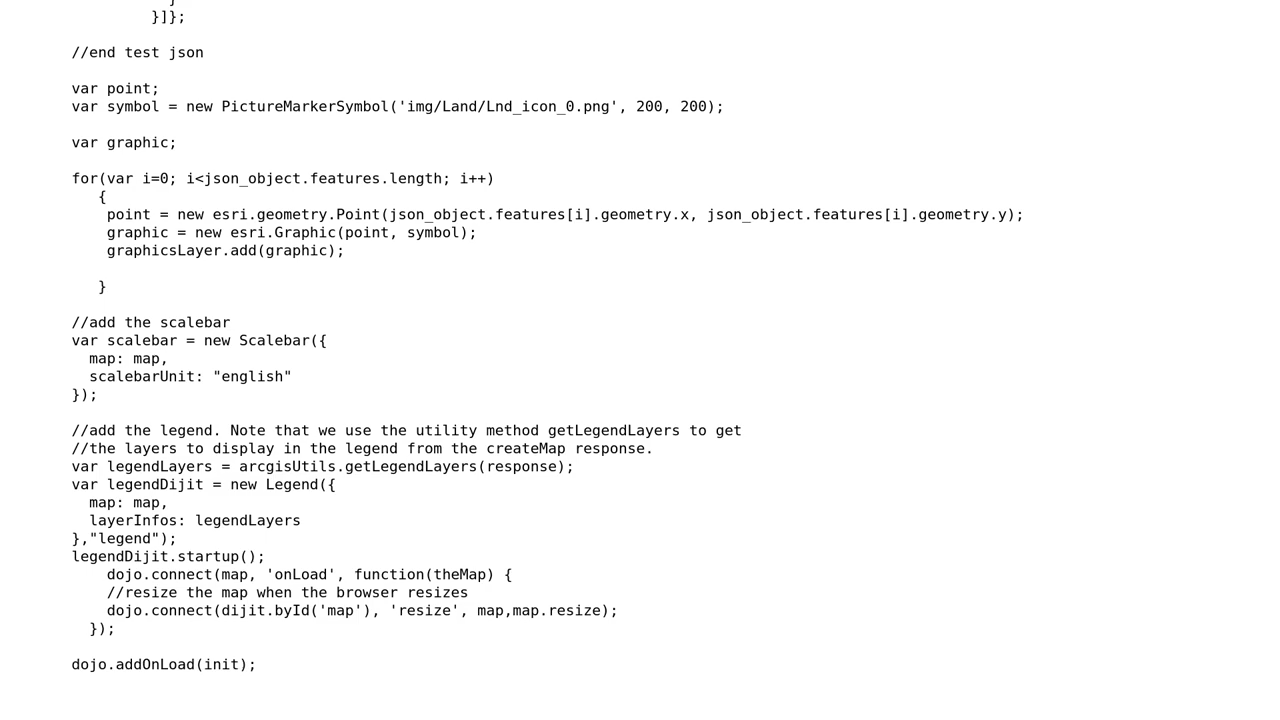 }]};
//end test json
var point;
var symbol = new PictureMarkerSymbol('img/Land/Lnd_icon_0.png', 200, 200);
var graphic;
for(var i=0; i<json_object.features.length; i++)
{
point = new esri.geometry.Point(json_object.features[i].geometry.x, json_object.features[i].geometry.y);
graphic = new esri.Graphic(point, symbol);
graphicsLayer.add(graphic);
}
//add the scalebar
var scalebar = new Scalebar({
map: map,
scalebarUnit: "english"
});
//add the legend. Note that we use the utility method getLegendLayers to get
//the layers to display in the legend from the createMap response.
var legendLayers = arcgisUtils.getLegendLayers(response);
var legendDijit = new Legend({
map: map,
layerInfos: legendLayers
},"legend");
legendDijit.startup();
dojo.connect(map, 'onLoad', function(theMap) {
//resize the map when the browser resizes
dojo.connect(dijit.byId('map'), 'resize', map,map.resize);
});
dojo.addOnLoad(init);